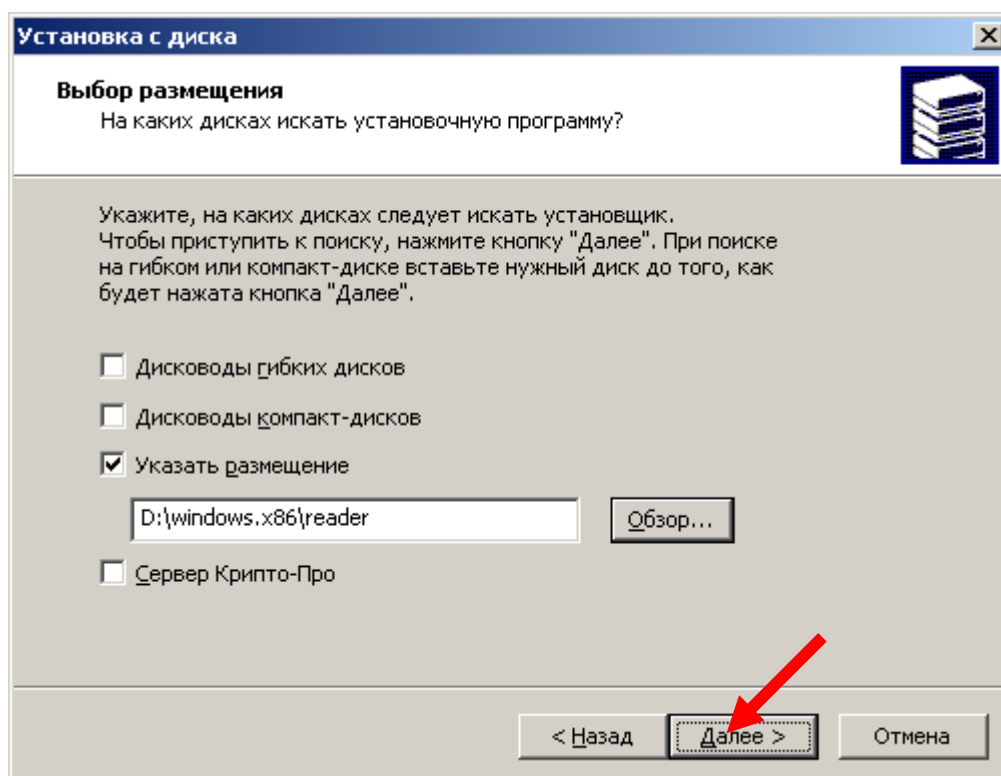 Установка с диска
Выбор размещения
На каких дисках искать установочную программу?
Укажите, на каких дисках следует искать установщик.
Чтобы приступить к поиску, нажмите кнопку "Далее". При поиске
на гибком или компакт-диске вставьте нужный диск до того, как
будет нажата кнопка "Далее".
Дисководы гибких дисков
Дисководы компакт-дисков
Указать размещение
D:\windows.x86\reader
Обзор...
Сервер Крипто-Про
< Назад
Далее >
Отмена